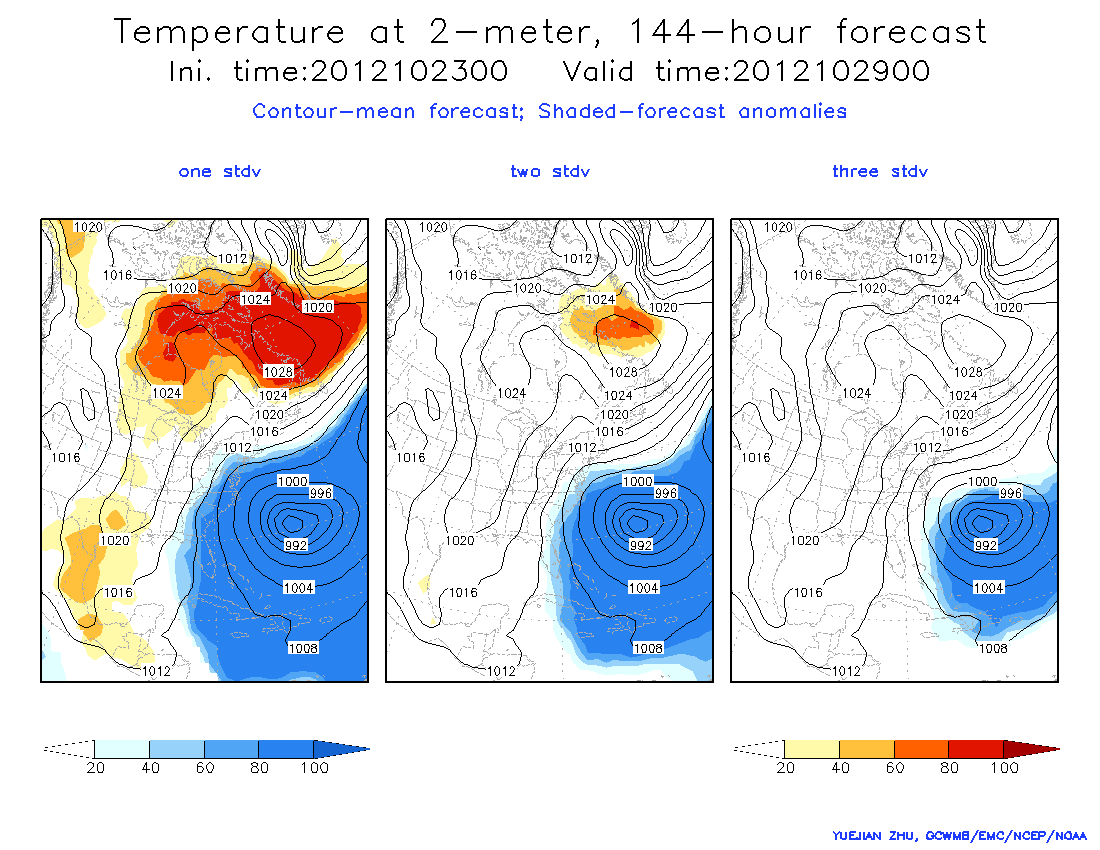 Temperature at 2-meter, 144-hour forecast
Ini. time:2012102300 Valid time:2012102900
Contour-mean forecast; Shaded-forecast anomalies
one stdv two stdv three stdv
1020 1020 1020
1012 1012 1012
1016 1016 1016
1020
1024 1024 1024
1020 1020 1020
1028 1028 1028
1024 1024 1024
1024 1024 1024
1020 1020 1020
1016 1016 1016
1012 1012 1012
1016 1016 1016
1000 1000 1000
996 996 996
1020 992 1020 992 1020 992
1016 1004 1016 1004 1016 1004
1008 1008 1008
1012 1012 1012
20 40 60 80 100 20 40 60 80 100
YUEJIAN ZHU, GCWMB/EMC/NCEP/NOAA